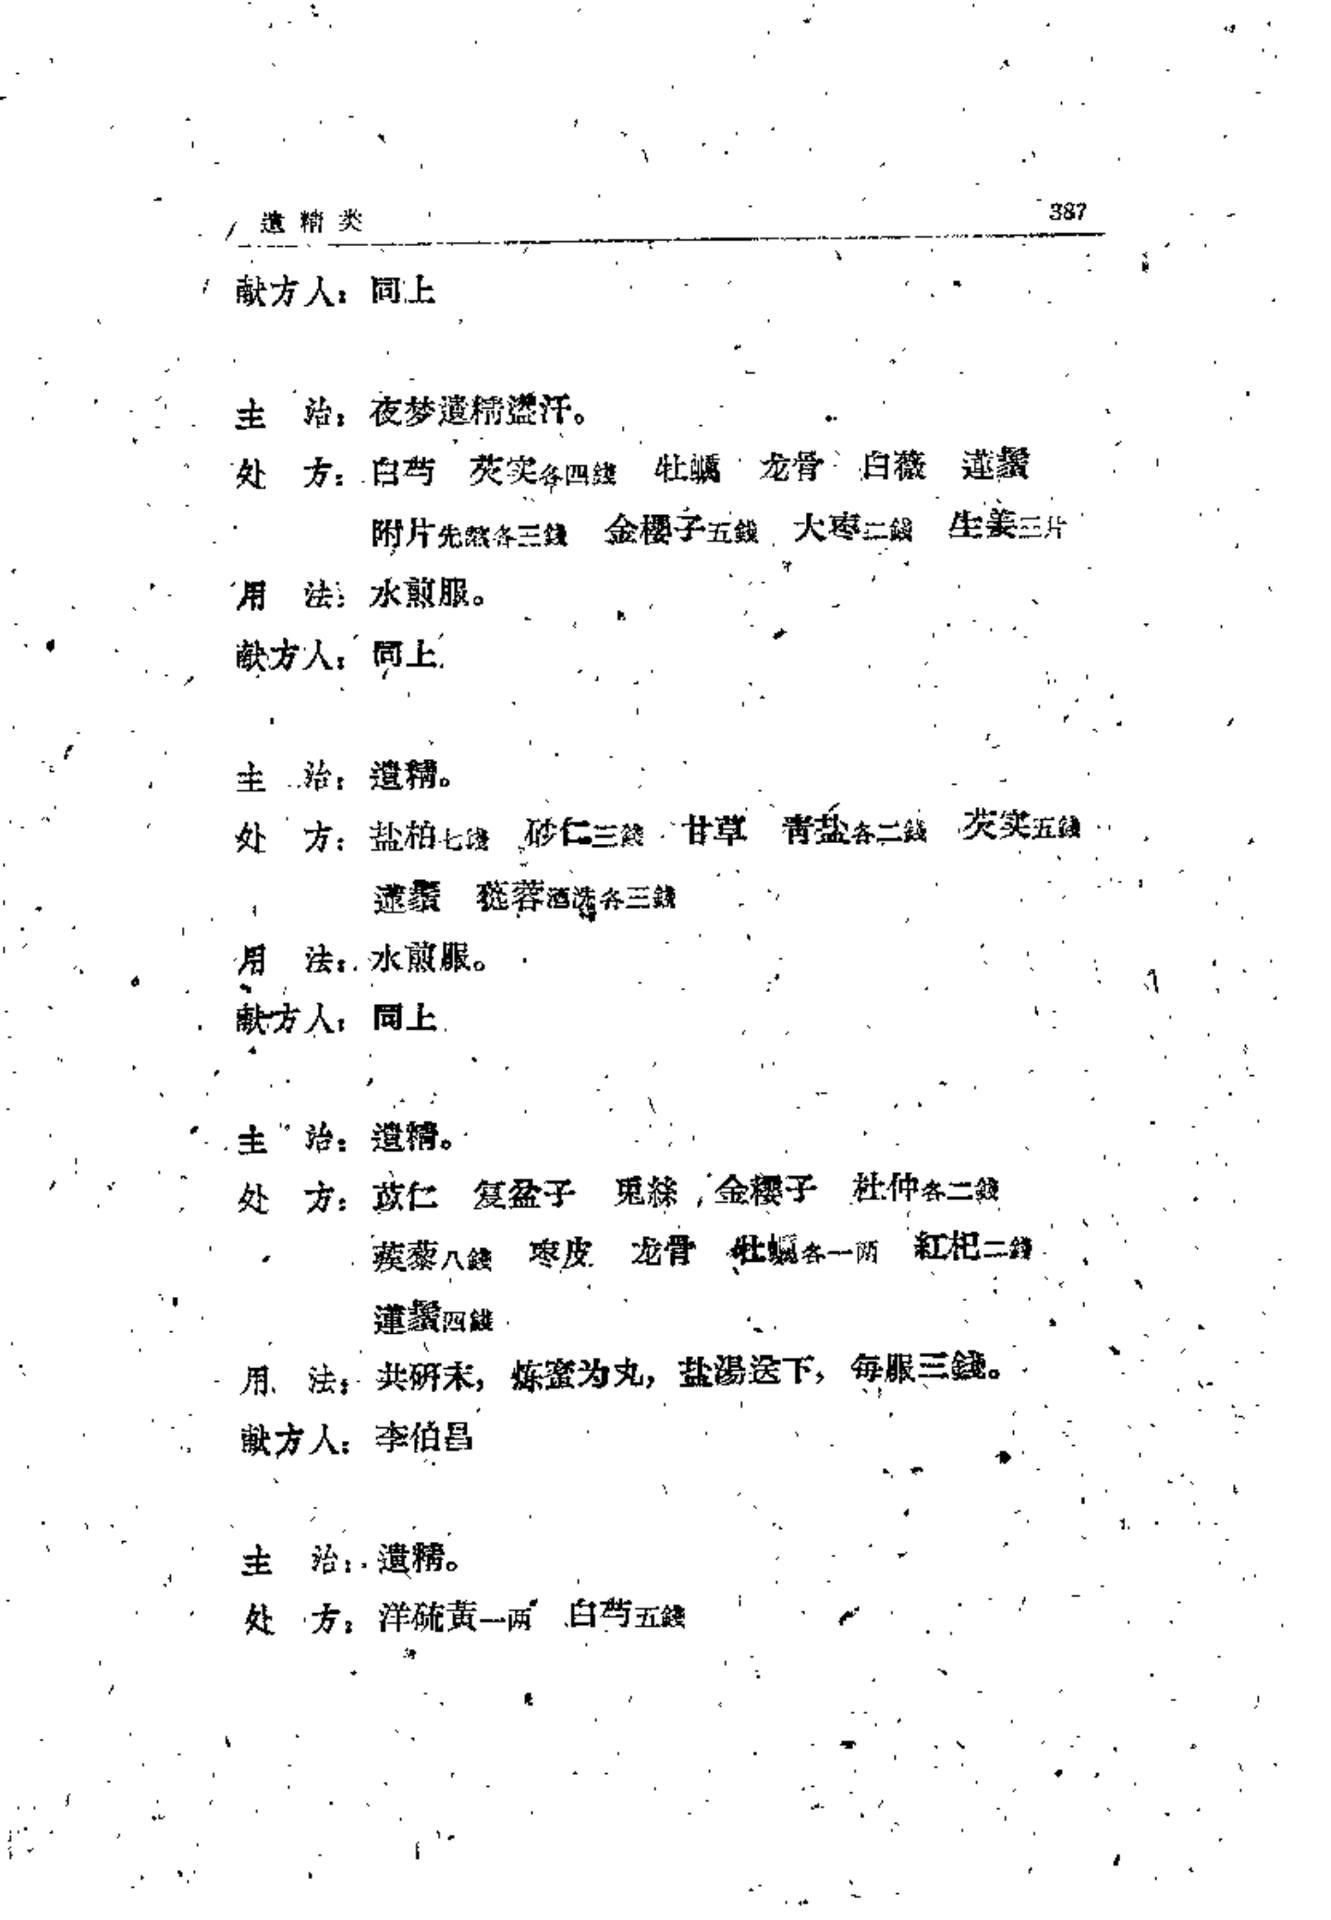 遺精类 387
献方人：同上
主　治：夜梦遺精盜汗。
处　方：白芍　芡实各四錢　牡蠣　龙骨　白薇　蓮鬚
附片先熬各三錢　金櫻子五錢　大枣二錢　生姜三片
用　法：水煎服。
献方人：同上
主　治：遺精。
处　方：盐柏七錢　砂仁三錢　甘草　青盐各二錢　芡实五錢
蓮鬚　蓯蓉酒洗各三錢
用　法：水煎服。
献方人：同上
主　治：遺精。
处　方：苡仁　复盆子　兎絲　金櫻子　杜仲各二錢
蒺藜八錢　枣皮　龙骨　牡蠣各一兩　紅杞二錢
蓮鬚四錢
用　法：共研末，炼蜜为丸，盐湯送下，每服三錢。
献方人：李伯昌
主　治：遺精。
处　方：洋硫黃一兩　白芍五錢